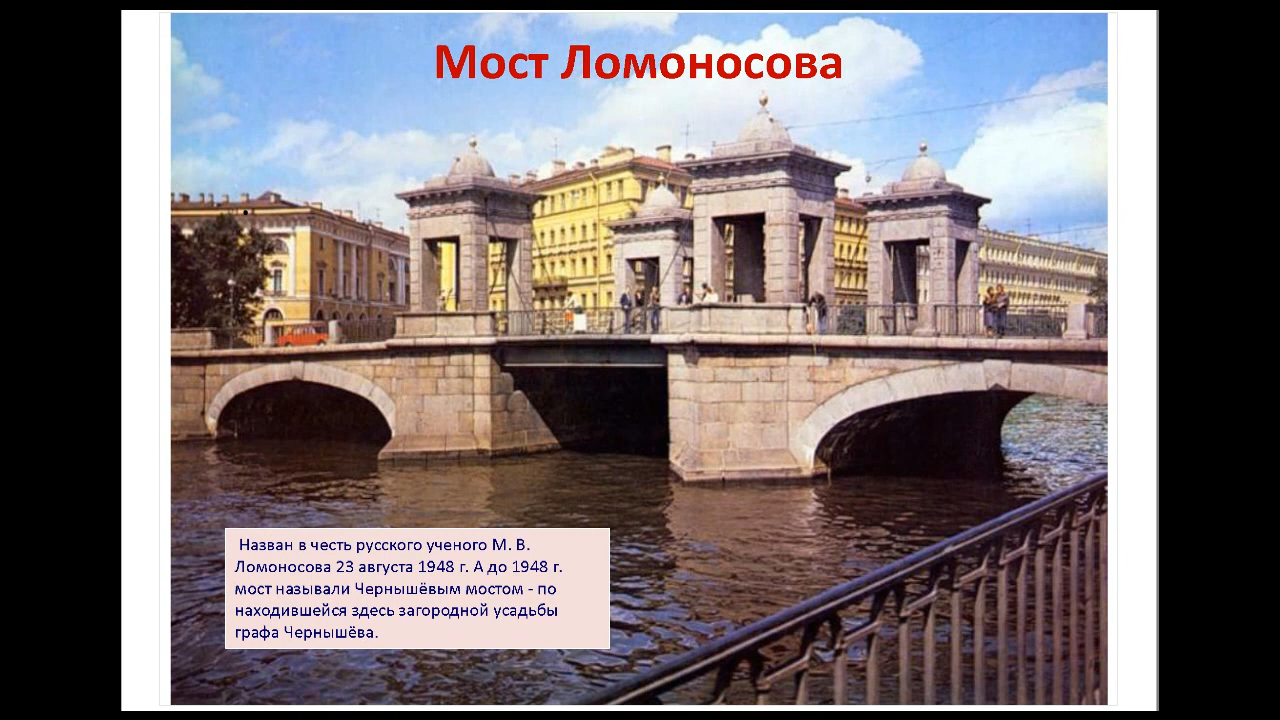 Мост Ломоносова
Назван в честь русского ученого М. В.
Ломоносова 23 августа 1948 г. А до 1948 г.
мост называли Чернышёвым мостом - по
находившейся здесь загородной усадьбы
графа Чернышёва.